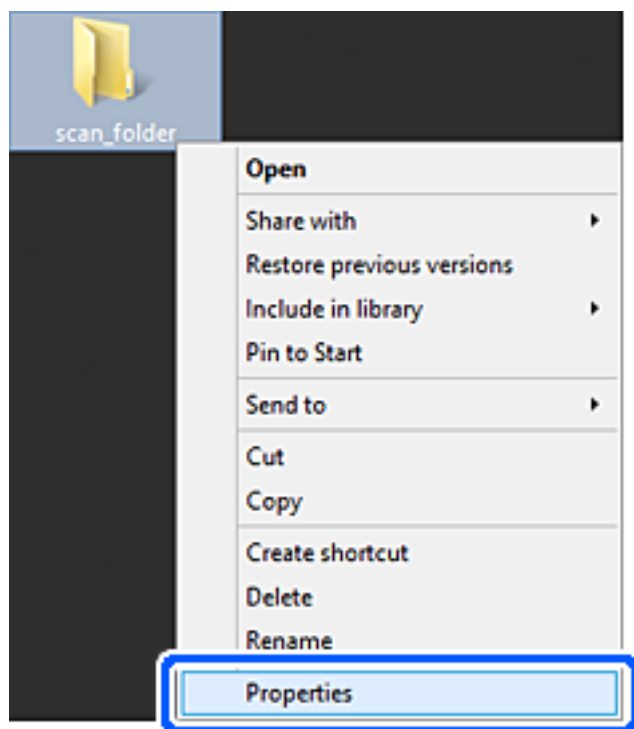 scan_folder
Open
Share with
Restore previous versions
Include in library
Pin to Start
Send to
Cut
Copy
Create shortcut
Delete
Rename
Properties